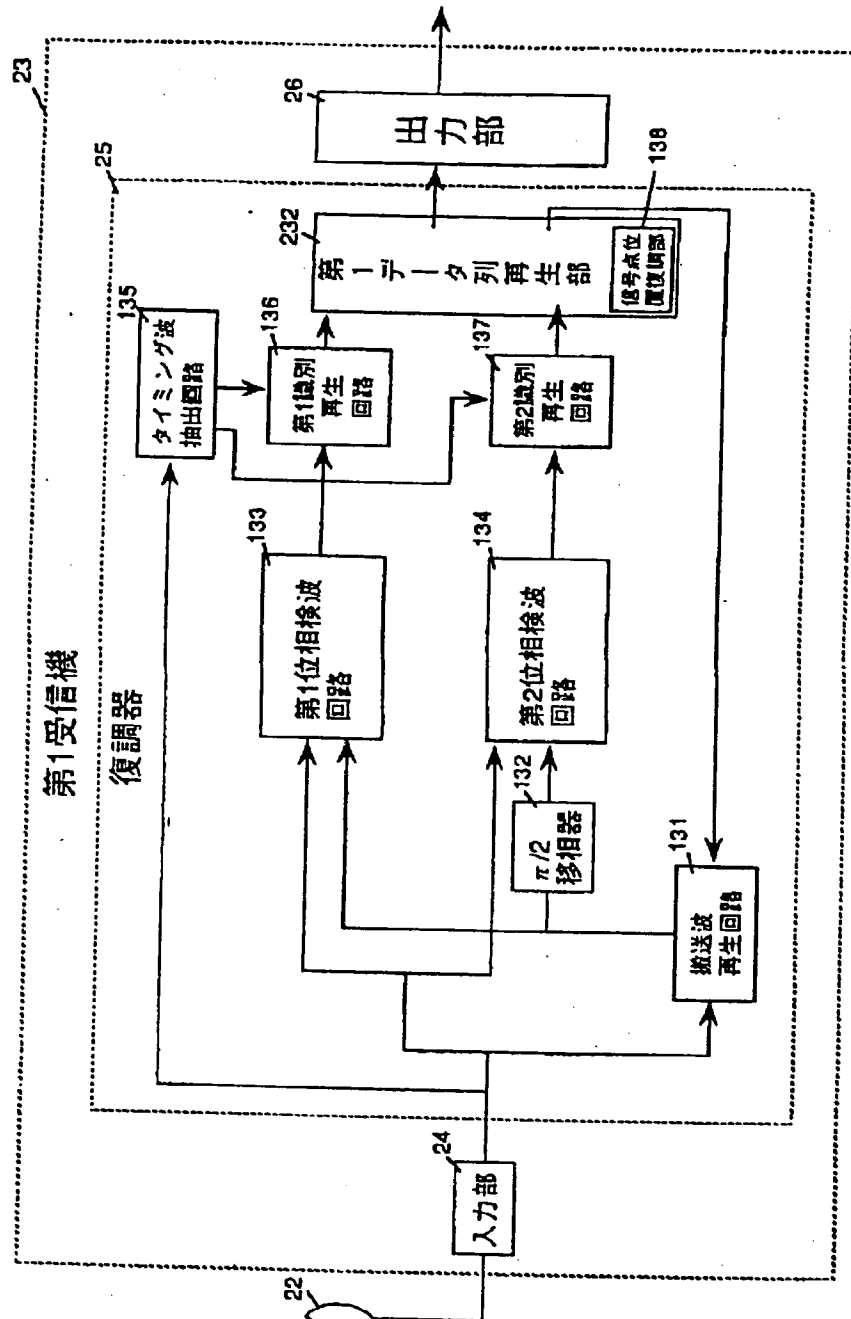 23
第1受信機
25
復調器
22
24
入力部
135
タイミング波
抽出回路
133
第1位相検波
回路
136
第1識別
再生
回路
232
第1データ列再生部
26
出力部
134
第2位相検波
回路
137
第2識別
再生
回路
138
信号点位
置復調部
132
π/2
移相器
131
搬送波
再生回路